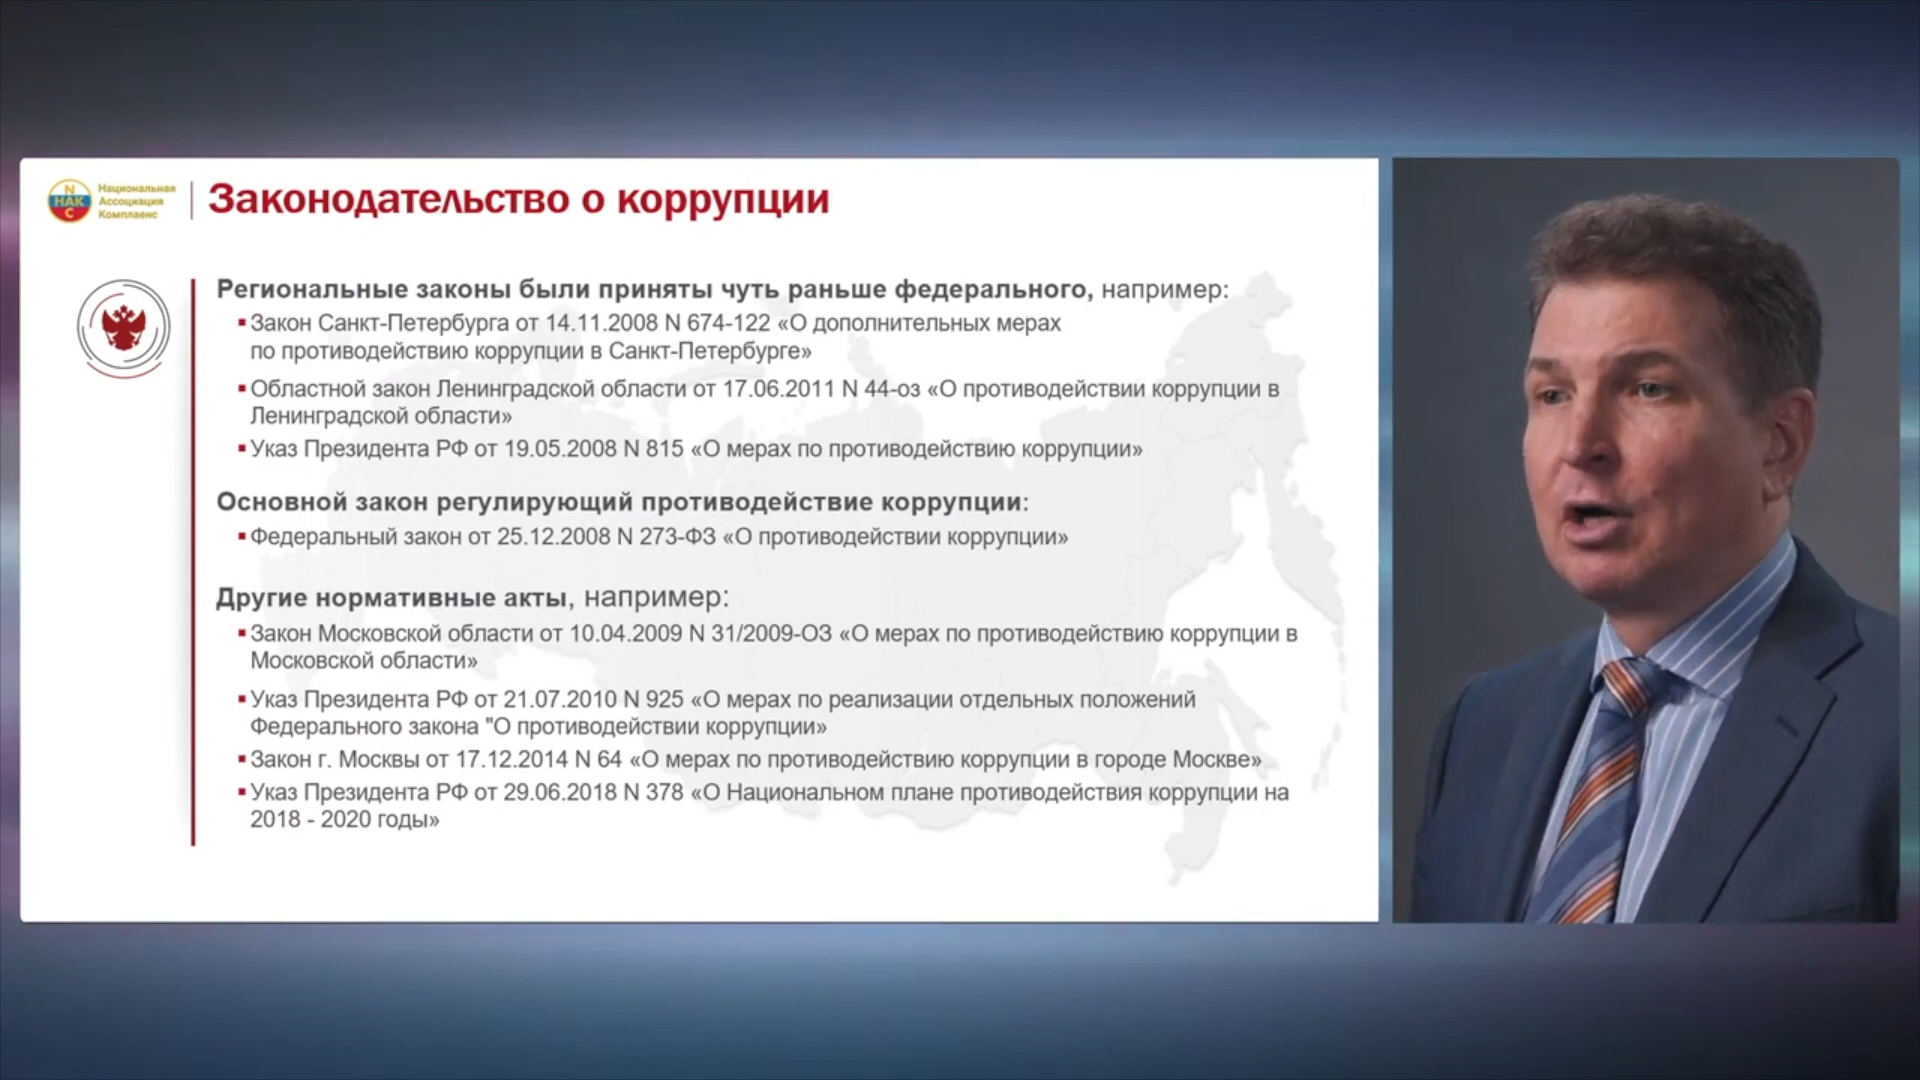 N
НАК
С
Национальная
Ассоциация
Комплаенс
Законодательство о коррупции
Региональные законы были приняты чуть раньше федерального, например:
▪Закон Санкт-Петербурга от 14.11.2008 N 674-122 «О дополнительных мерах
по противодействию коррупции в Санкт-Петербурге»
▪Областной закон Ленинградской области от 17.06.2011 N 44-оз «О противодействии коррупции в
Ленинградской области»
▪Указ Президента РФ от 19.05.2008 N 815 «О мерах по противодействию коррупции»
Основной закон регулирующий противодействие коррупции:
▪Федеральный закон от 25.12.2008 N 273-ФЗ «О противодействии коррупции»
Другие нормативные акты, например:
▪Закон Московской области от 10.04.2009 N 31/2009-ОЗ «О мерах по противодействию коррупции в
Московской области»
▪Указ Президента РФ от 21.07.2010 N 925 «О мерах по реализации отдельных положений
Федерального закона "О противодействии коррупции»
▪Закон г. Москвы от 17.12.2014 N 64 «О мерах по противодействию коррупции в городе Москве»
▪Указ Президента РФ от 29.06.2018 N 378 «О Национальном плане противодействия коррупции на
2018 - 2020 годы»